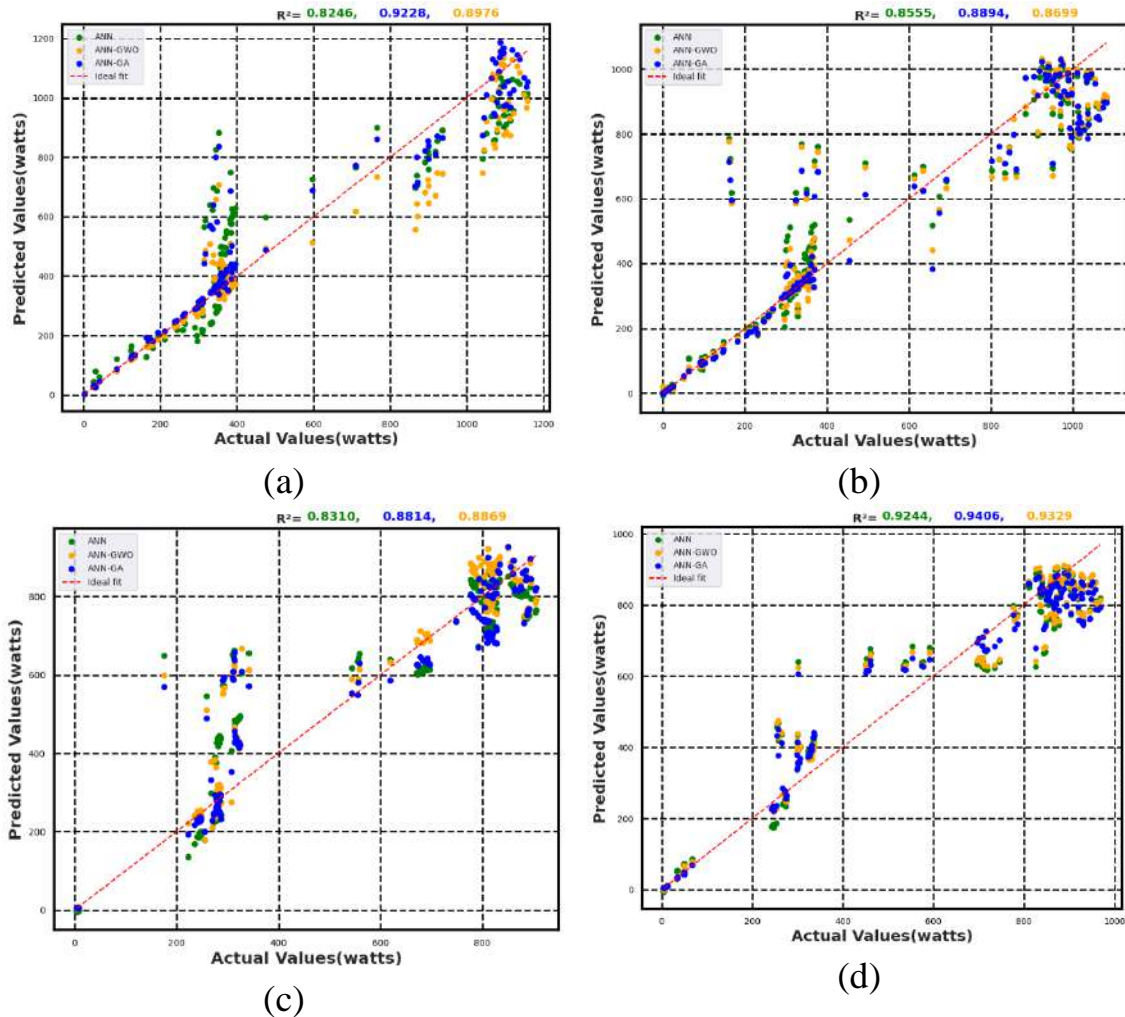 R²= 0.8246, 0.9228, 0.8976
ANN
ANN-GWO
ANN-GA
Ideal fit
1200
1000
800
600
400
200
0
Predicted Values(watts)
0 200 400 600 800 1000 1200
Actual Values(watts)
(a)
R²= 0.8555, 0.8894, 0.8699
ANN
ANN-GWO
ANN-GA
Ideal fit
1000
800
600
400
200
0
Predicted Values(watts)
0 200 400 600 800 1000
Actual Values(watts)
(b)
R²= 0.8310, 0.8814, 0.8869
ANN
ANN-GWO
ANN-GA
Ideal fit
800
600
400
200
0
Predicted Values(watts)
0 200 400 600 800
Actual Values(watts)
(c)
R²= 0.9244, 0.9406, 0.9329
ANN
ANN-GWO
ANN-GA
Ideal fit
1000
800
600
400
200
0
Predicted Values(watts)
0 200 400 600 800 1000
Actual Values(watts)
(d)